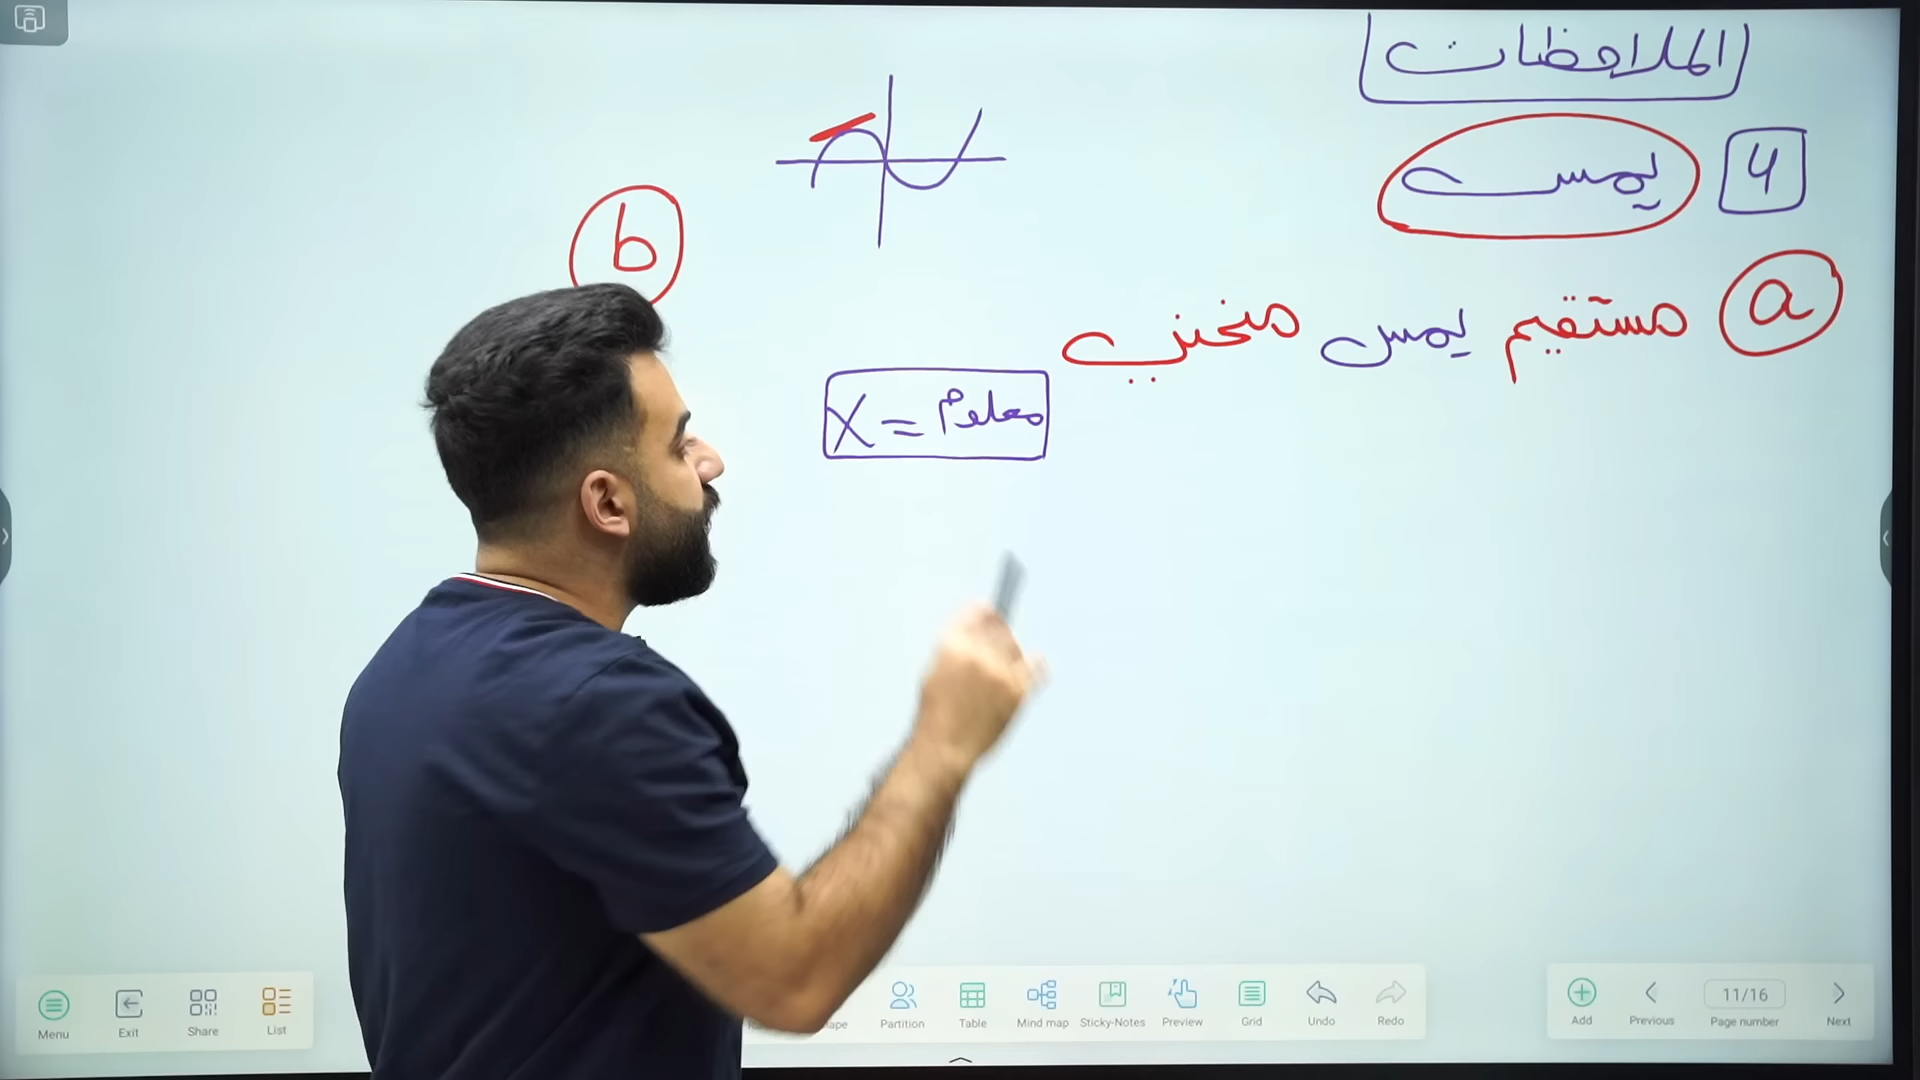 الملاحظات
4 يمس
a مستقيم يمس منحني
b
X = معلوم
Menu Exit Share List
Partition Table Mind map Sticky-Notes Preview Grid Undo Redo
Add Previous 11/16 Page number Next